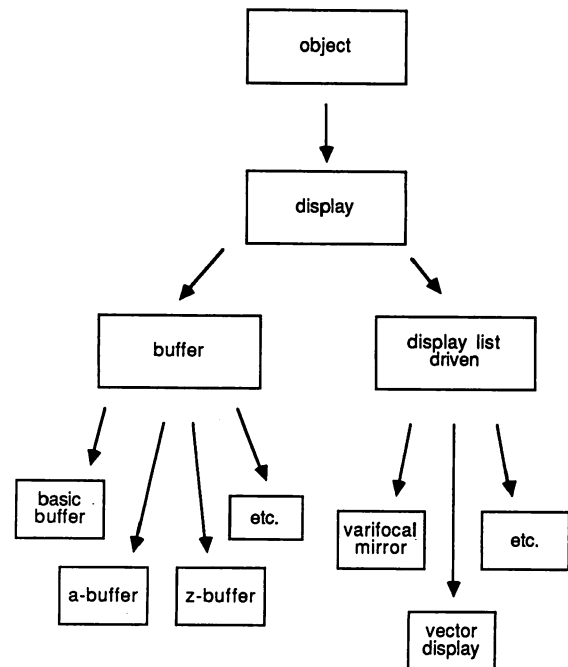 object
display
buffer
display list
driven
basic
buffer
etc.
varifocal
mirror
etc.
a-buffer
z-buffer
vector
display